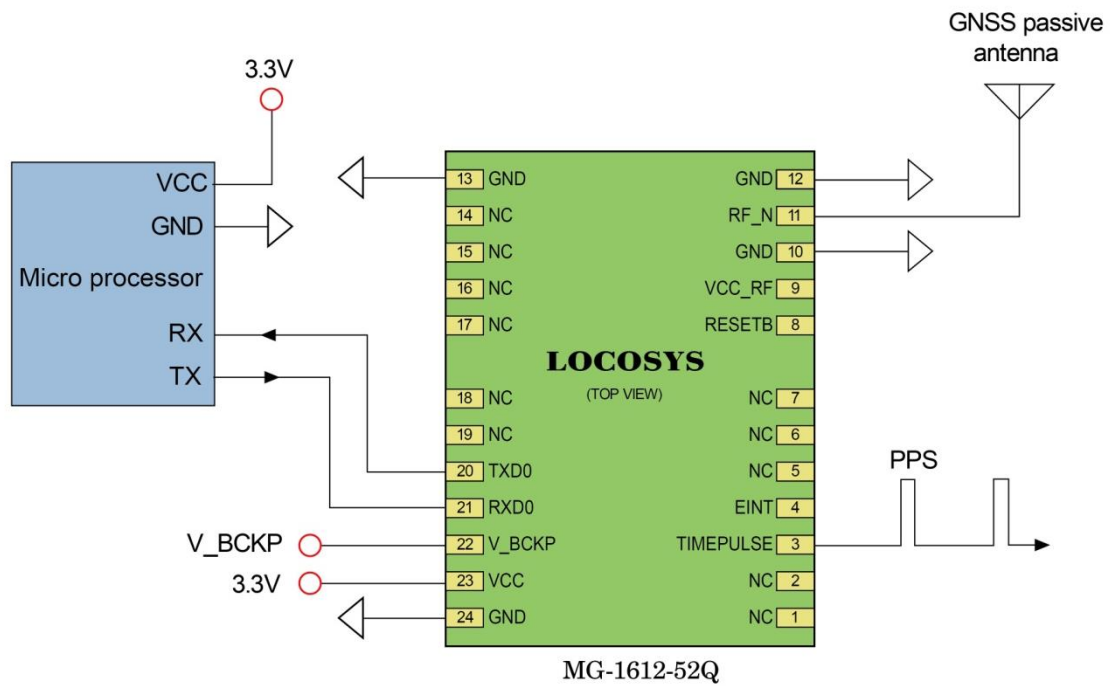 GNSS passive
antenna
3.3V
VCC
GND
Micro processor
RX
TX
13 GND
14 NC
15 NC
16 NC
17 NC
18 NC
19 NC
20 TXD0
21 RXD0
V_BCKP 22 V_BCKP
3.3V 23 VCC
24 GND
LOCOSYS
(TOP VIEW)
GND 12
RF_N 11
GND 10
VCC_RF 9
RESETB 8
NC 7
NC 6
NC 5
EINT 4
TIMEPULSE 3
NC 2
NC 1
PPS
MG-1612-52Q